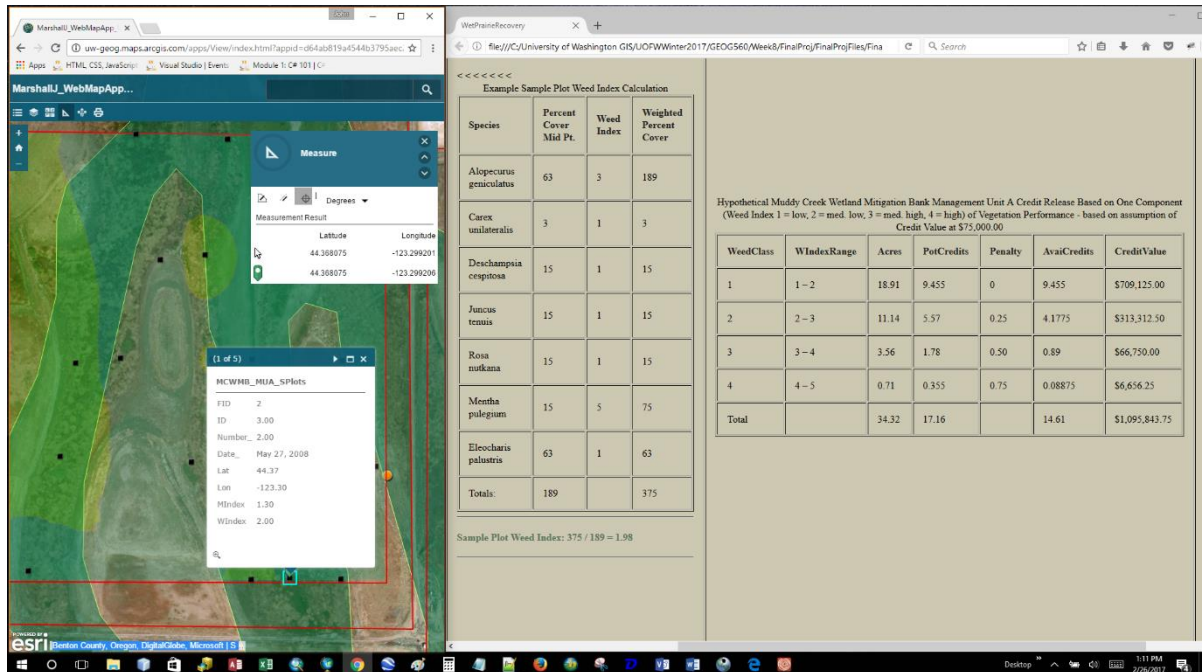 MarshallJ_WebMapApp_
uw-geog.maps.arcgis.com/apps/View/index.html?appid=d64ab819a4544b3795aec
Apps HTML, CSS, JavaScript Visual Studio | Events Module 1: C# 101 | C
MarshallJ_WebMapApp...
Measure
Degrees
Measurement Result
Latitude Longitude
44.368075 -123.299201
44.368075 -123.299206
(1 of 5)
MCWMB_MUA_SPlots
FID 2
ID 3.00
Number_ 2.00
Date_ May 27, 2008
Lat 44.37
Lon -123.30
MIndex 1.30
WIndex 2.00
POWERED BY
esri
Benton County, Oregon, DigitalGlobe, Microsoft | S
WetPrairieRecovery
file:///C:/University of Washington GIS/UOFWWinter2017/GEOG560/Week8/FinalProj/FinalProjFiles/Fina
Search
<<<<<<<
Example Sample Plot Weed Index Calculation
Species Percent Cover Mid Pt. Weed Index Weighted Percent Cover
Alopecurus geniculatus 63 3 189
Carex unilateralis 3 1 3
Deschampsia cespitosa 15 1 15
Juncus tenuis 15 1 15
Rosa nutkana 15 1 15
Mentha pulegium 15 5 75
Eleocharis palustris 63 1 63
Totals: 189 375
Sample Plot Weed Index: 375 / 189 = 1.98
Hypothetical Muddy Creek Wetland Mitigation Bank Management Unit A Credit Release Based on One Component
(Weed Index 1 = low, 2 = med. low, 3 = med. high, 4 = high) of Vegetation Performance - based on assumption of
Credit Value at $75,000.00
WeedClass WIndexRange Acres PotCredits Penalty AvaiCredits CreditValue
1 1 – 2 18.91 9.455 0 9.455 $709,125.00
2 2 – 3 11.14 5.57 0.25 4.1775 $313,312.50
3 3 – 4 3.56 1.78 0.50 0.89 $66,750.00
4 4 – 5 0.71 0.355 0.75 0.08875 $6,656.25
Total 34.32 17.16 14.61 $1,095,843.75
Desktop
1:11 PM
2/26/2017